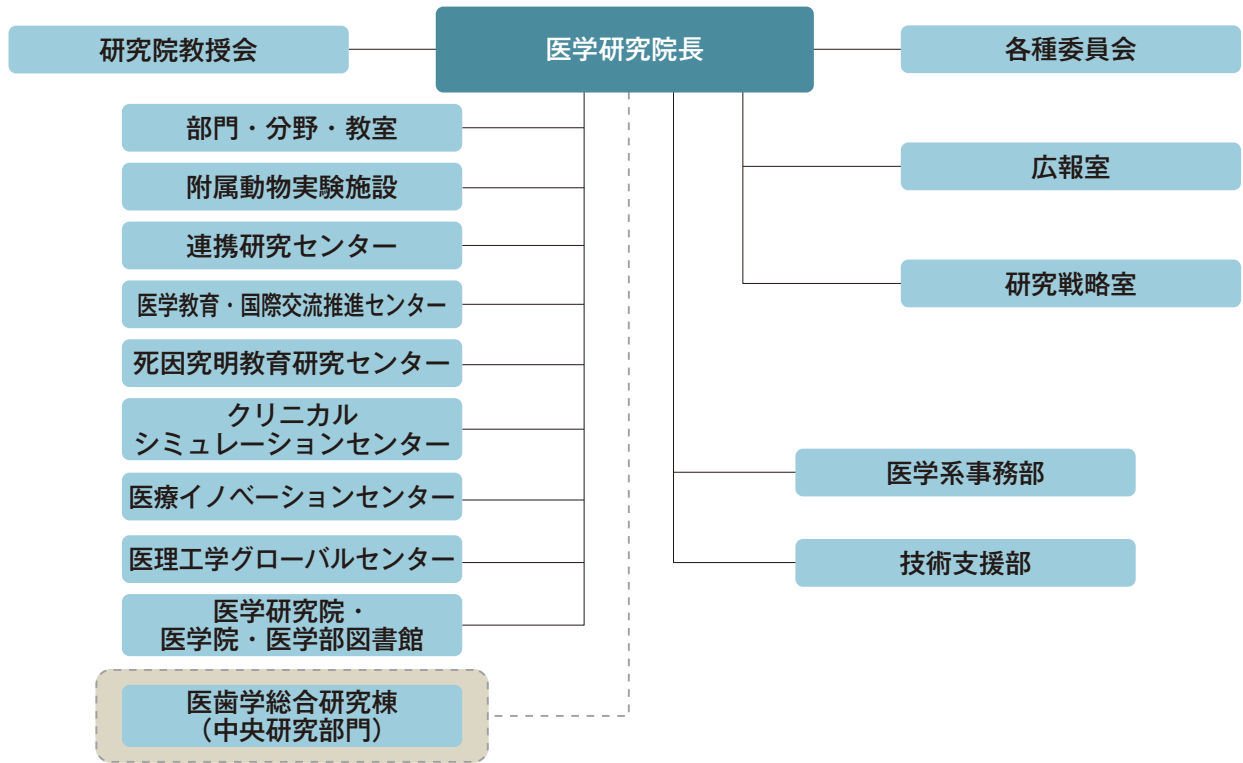 研究院教授会
医学研究院長
各種委員会
部門・分野・教室
附属動物実験施設
連携研究センター
医学教育・国際交流推進センター
死因究明教育研究センター
クリニカル
シミュレーションセンター
医療イノベーションセンター
医理工学グローバルセンター
医学研究院・
医学院・医学部図書館
医歯学総合研究棟
（中央研究部門）
広報室
研究戦略室
医学系事務部
技術支援部